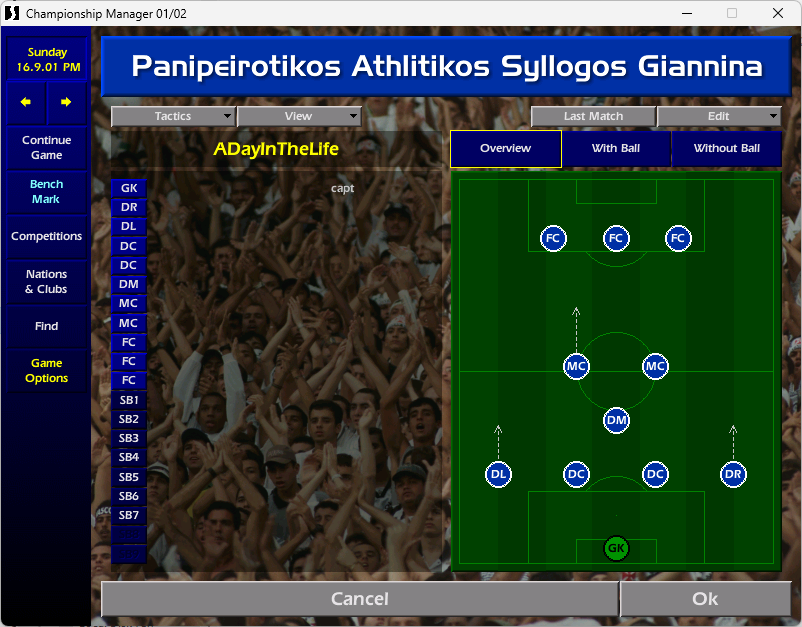 Championship Manager 01/02
Sunday
16.9.01 PM
Continue
Game
Bench
Mark
Competitions
Nations
& Clubs
Find
Game
Options
Panipeirotikos Athlitikos Syllogos Giannina
Tactics
View
Last Match
Edit
ADayInTheLife
Overview
With Ball
Without Ball
GK
capt
DR
DL
DC
DC
DM
MC
MC
FC
FC
FC
SB1
SB2
SB3
SB4
SB5
SB6
SB7
FC FC FC
MC MC
DM
DL DC DC DR
GK
Cancel
Ok